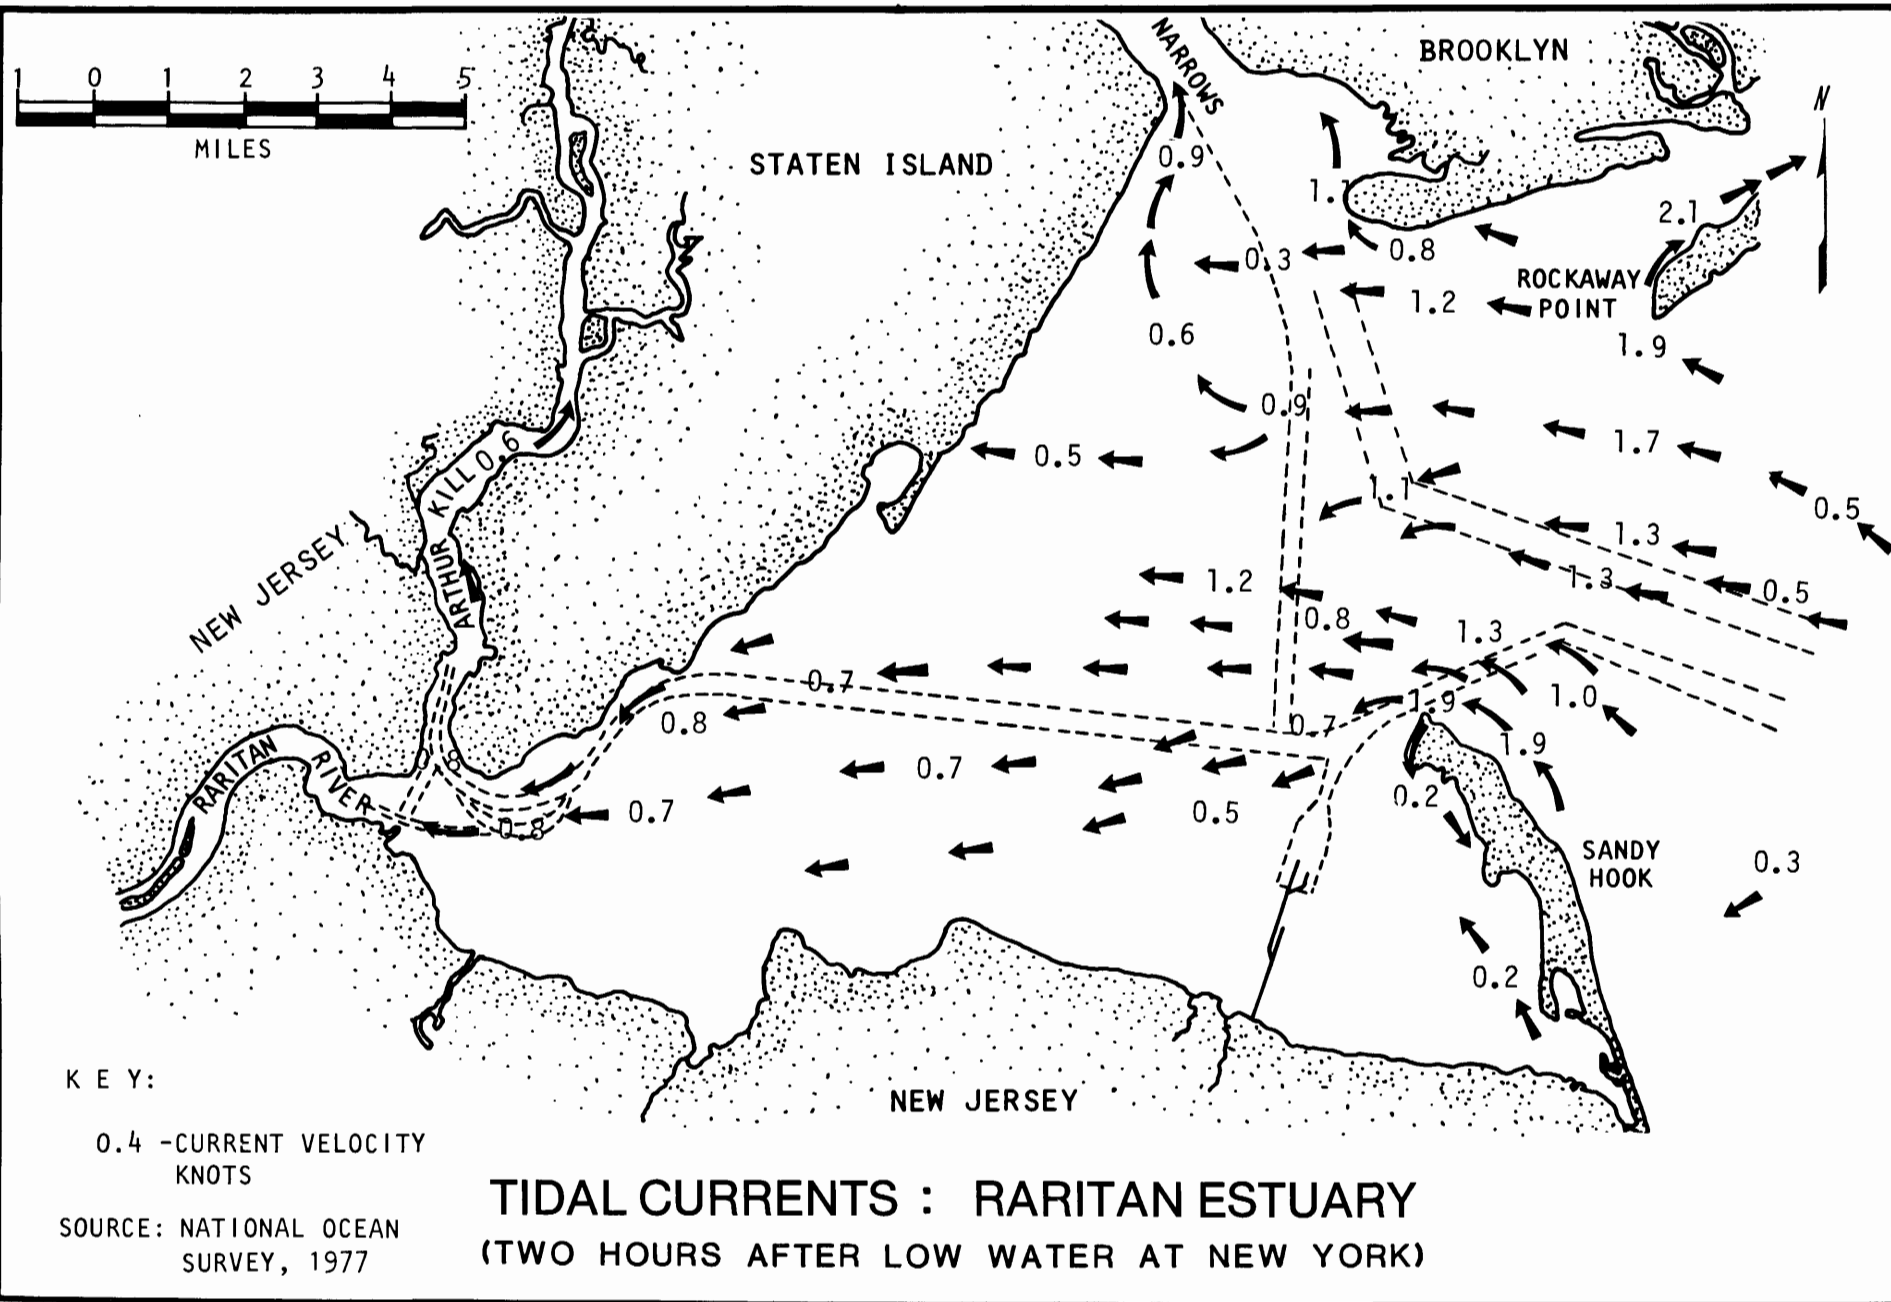 1 0 1 2 3 4 5
MILES
NARROWS
BROOKLYN
N
STATEN ISLAND
0.9
2.1
0.3
0.8
ROCKAWAY
POINT
1.2
0.6
1.9
0.9
0.5
1.7
KILL 0.6
ARTHUR
NEW JERSEY
1.1
0.5
1.3
1.2
1.3
0.5
0.8
1.3
0.7
1.0
0.8
1.9
0.7
1.9
RARITAN
RIVER
0.8
0.7
0.7
0.5
0.2
0.8
SANDY
HOOK
0.3
0.2
NEW JERSEY
KEY:
0.4 -CURRENT VELOCITY
KNOTS
SOURCE: NATIONAL OCEAN
SURVEY, 1977
TIDAL CURRENTS : RARITAN ESTUARY
(TWO HOURS AFTER LOW WATER AT NEW YORK)